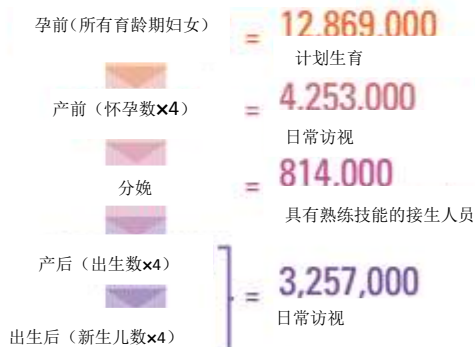 孕前（所有育龄期妇女）
= 12.869.000
计划生育
产前（怀孕数×4）
= 4.253.000
日常访视
分娩
= 814.000
具有熟练技能的接生人员
产后（出生数×4）
= 3,257,000
日常访视
出生后（新生儿数×4）